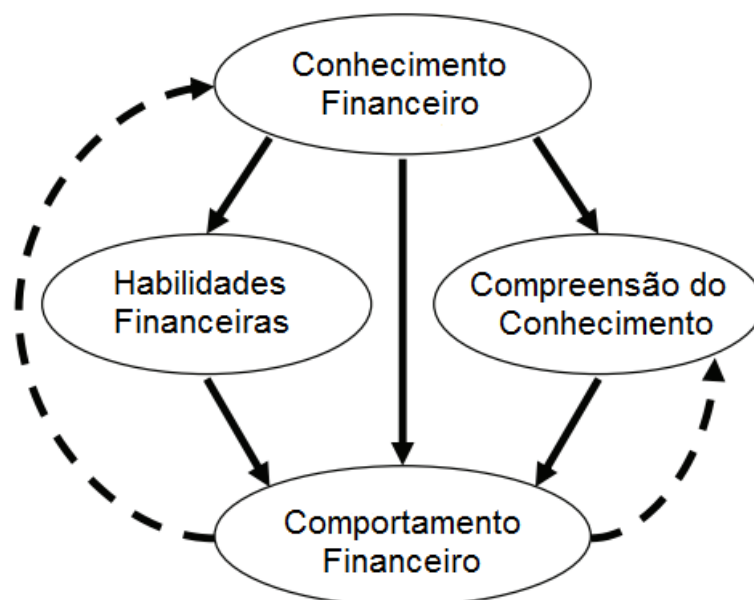 Conhecimento
Financeiro
Habilidades
Financeiras
Compreensão do
Conhecimento
Comportamento
Financeiro